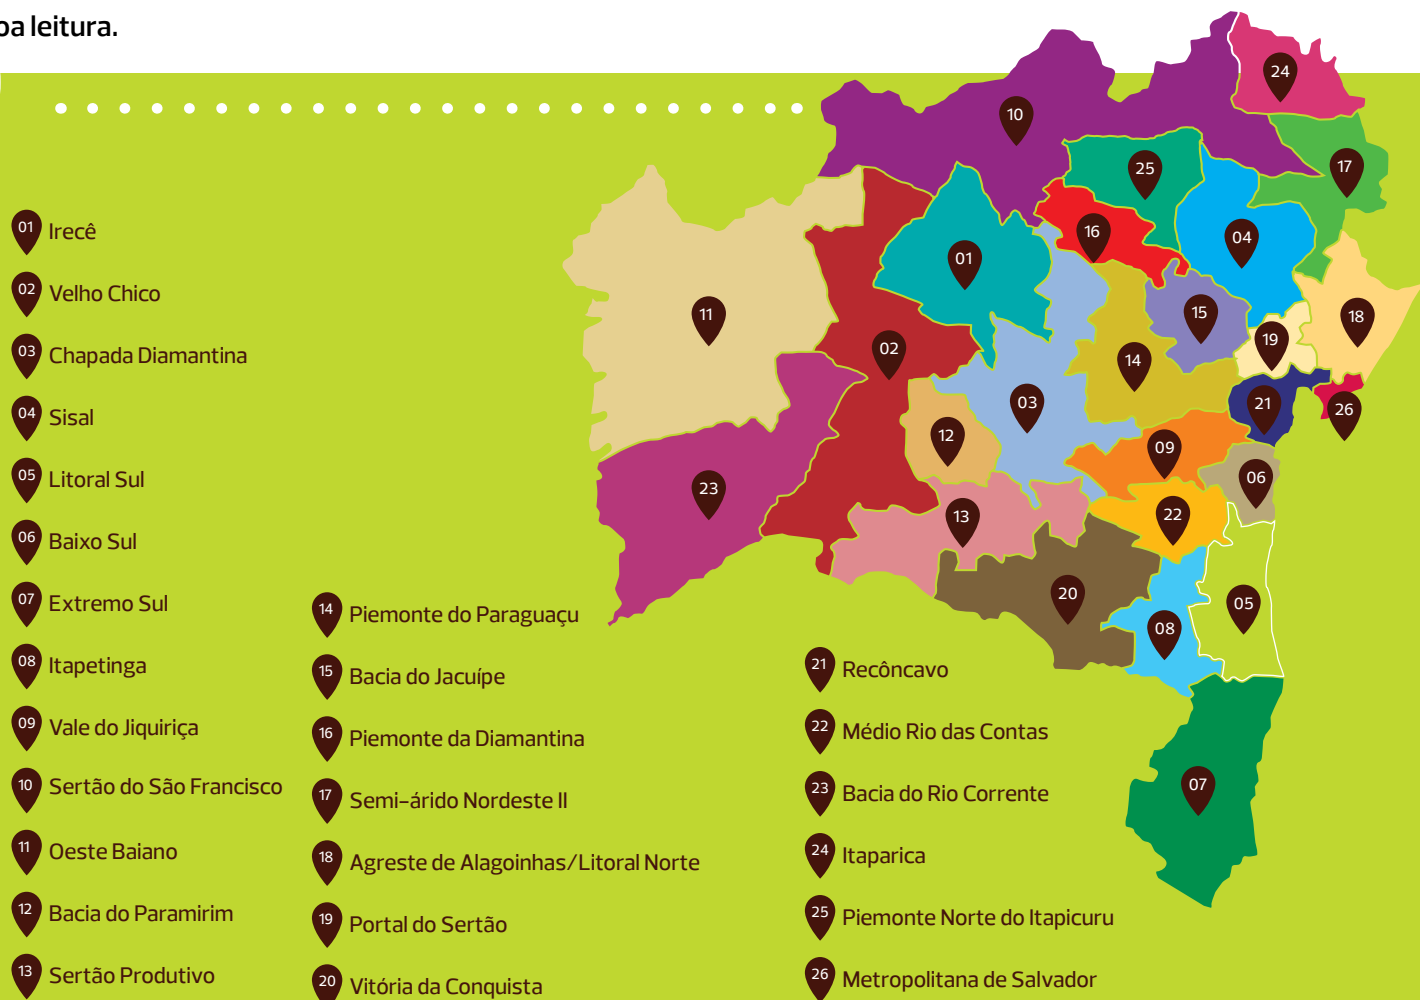 oa leitura.
01 Irecê
02 Velho Chico
03 Chapada Diamantina
04 Sisal
05 Litoral Sul
06 Baixo Sul
07 Extremo Sul
08 Itapetinga
09 Vale do Jiquiriça
10 Sertão do São Francisco
11 Oeste Baiano
12 Bacia do Paramirim
13 Sertão Produtivo
14 Piemonte do Paraguaçu
15 Bacia do Jacuípe
16 Piemonte da Diamantina
17 Semi-árido Nordeste II
18 Agreste de Alagoinhas/Litoral Norte
19 Portal do Sertão
20 Vitória da Conquista
21 Recôncavo
22 Médio Rio das Contas
23 Bacia do Rio Corrente
24 Itaparica
25 Piemonte Norte do Itapicuru
26 Metropolitana de Salvador
24
10
25
17
16
04
01
11
15
18
02
19
14
03
21
26
12
09
23
06
13
22
20
05
08
07